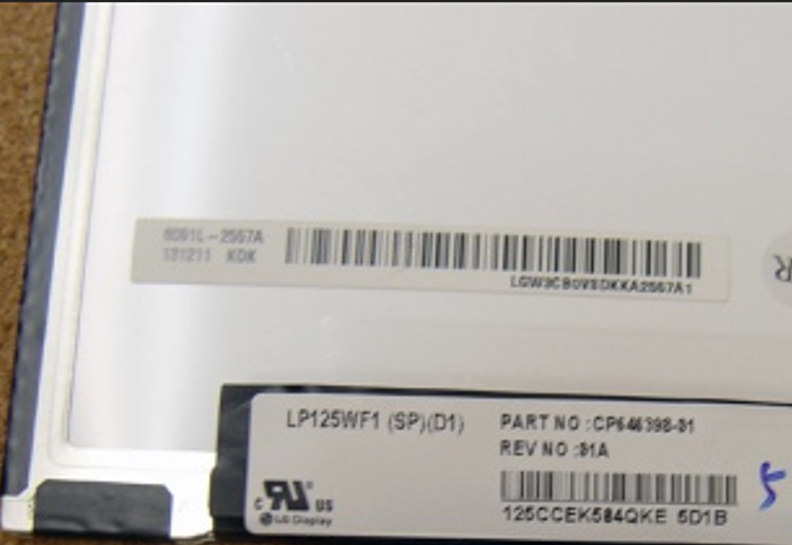 6091L-2567A
131211 KDK
R
LP125WF1 (SP)(D1)
PART NO :CP646398-01
REV NO :01A
c RU US
LG Display
125CCEK584QKE 5D1B
5